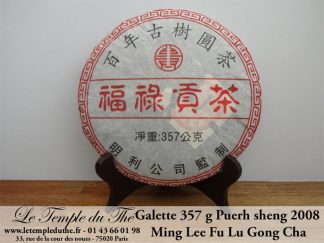 百年古樹圓茶
福祿貢茶
淨重:357公克
明利公司監制
Le Temple du Thé
www.letempleduthe.fr - 01 43 66 01 98
33, rue de la cour des noues - 75020 Paris
Galette 357 g Puerh sheng 2008
Ming Lee Fu Lu Gong Cha